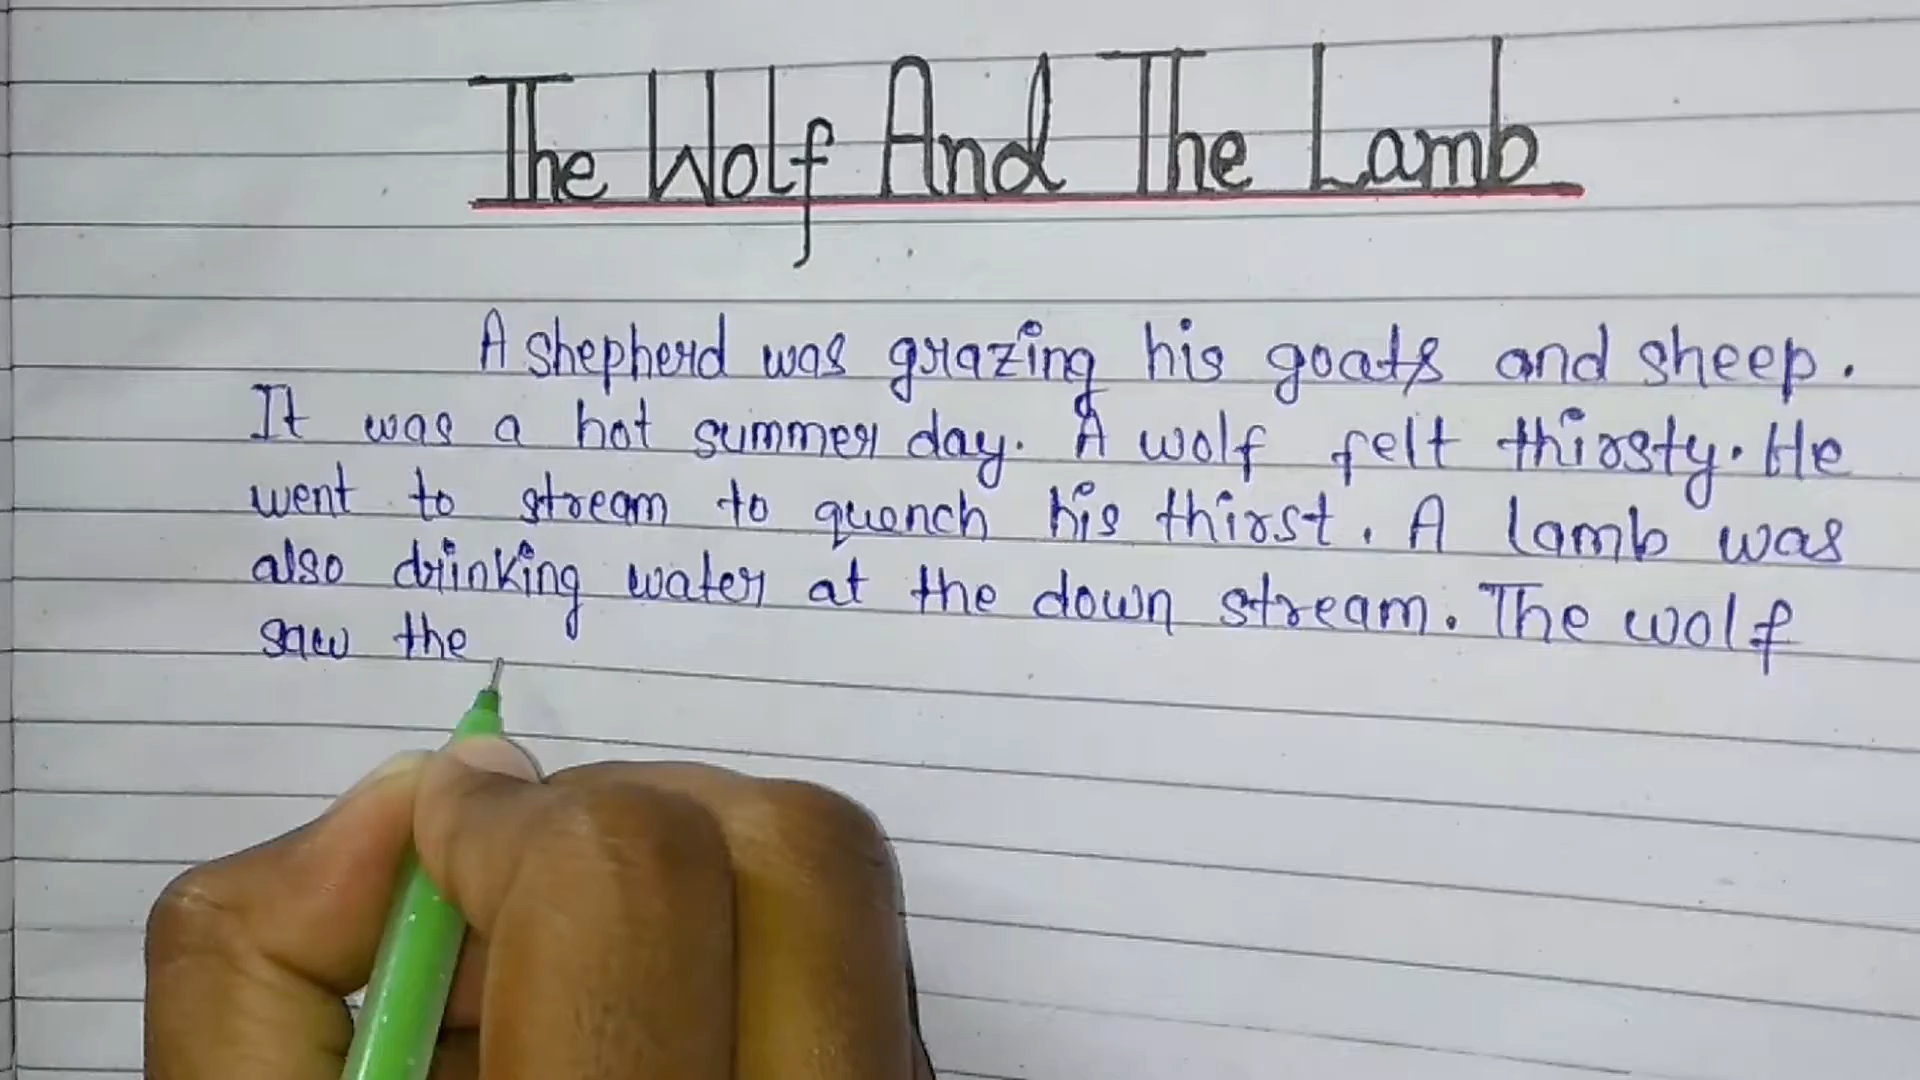 The Wolf And The Lamb
A shepherd was grazing his goats and sheep.
It was a hot summer day. A wolf felt thirsty. He
went to stream to quench his thirst. A lamb was
also drinking water at the down stream. The wolf
saw the